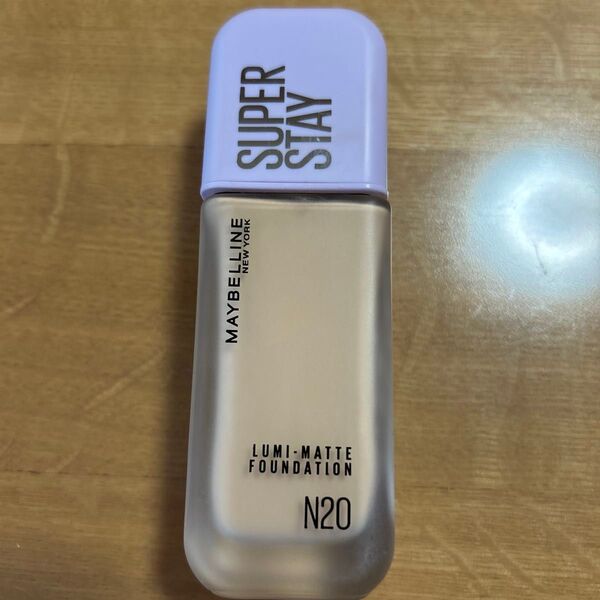 SUPER
STAY
MAYBELLINE
NEW YORK
LUMI-MATTE
FOUNDATION
N20